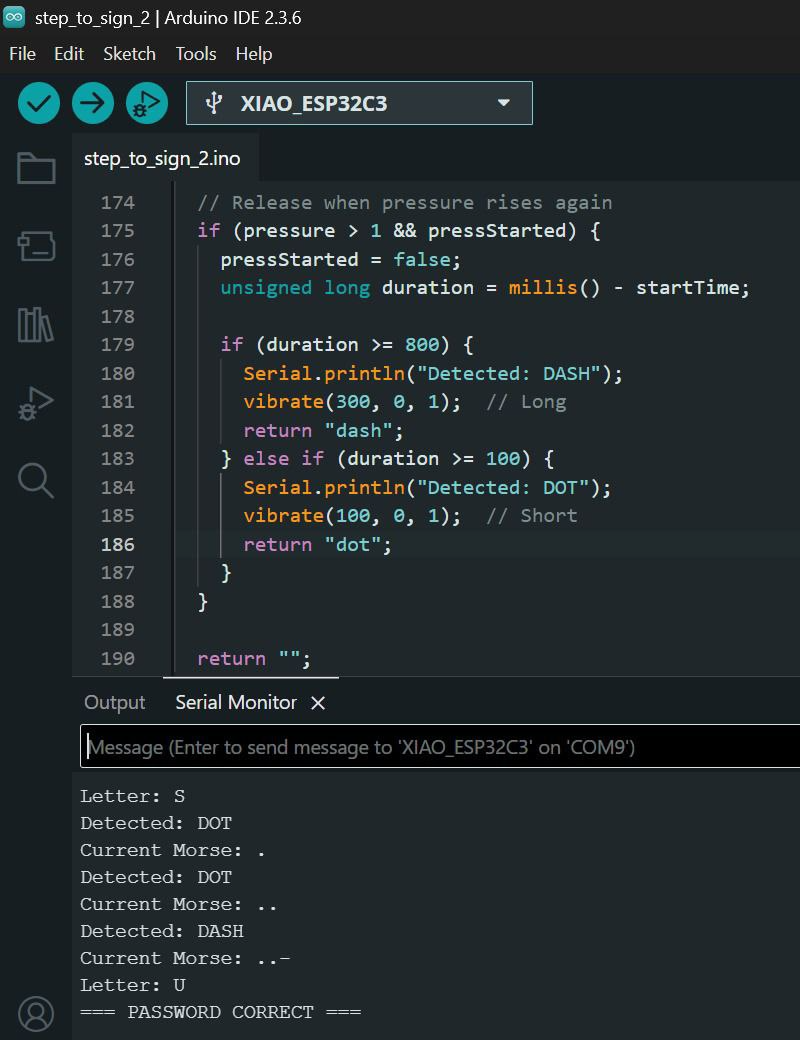 step_to_sign_2 | Arduino IDE 2.3.6
File Edit Sketch Tools Help
XIAO_ESP32C3
step_to_sign_2.ino
174 // Release when pressure rises again
175 if (pressure > 1 && pressStarted) {
176 pressStarted = false;
177 unsigned long duration = millis() - startTime;
178
179 if (duration >= 800) {
180 Serial.println("Detected: DASH");
181 vibrate(300, 0, 1); // Long
182 return "dash";
183 } else if (duration >= 100) {
184 Serial.println("Detected: DOT");
185 vibrate(100, 0, 1); // Short
186 return "dot";
187 }
188 }
189
190 return "";
Output Serial Monitor
Message (Enter to send message to 'XIAO_ESP32C3' on 'COM9')
Letter: S
Detected: DOT
Current Morse: .
Detected: DOT
Current Morse: ..
Detected: DASH
Current Morse: ..-
Letter: U
=== PASSWORD CORRECT ===